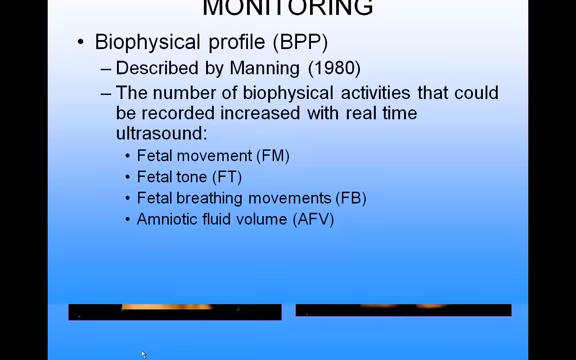 MONITORING
• Biophysical profile (BPP)
– Described by Manning (1980)
– The number of biophysical activities that could
be recorded increased with real time
ultrasound:
• Fetal movement (FM)
• Fetal tone (FT)
• Fetal breathing movements (FB)
• Amniotic fluid volume (AFV)